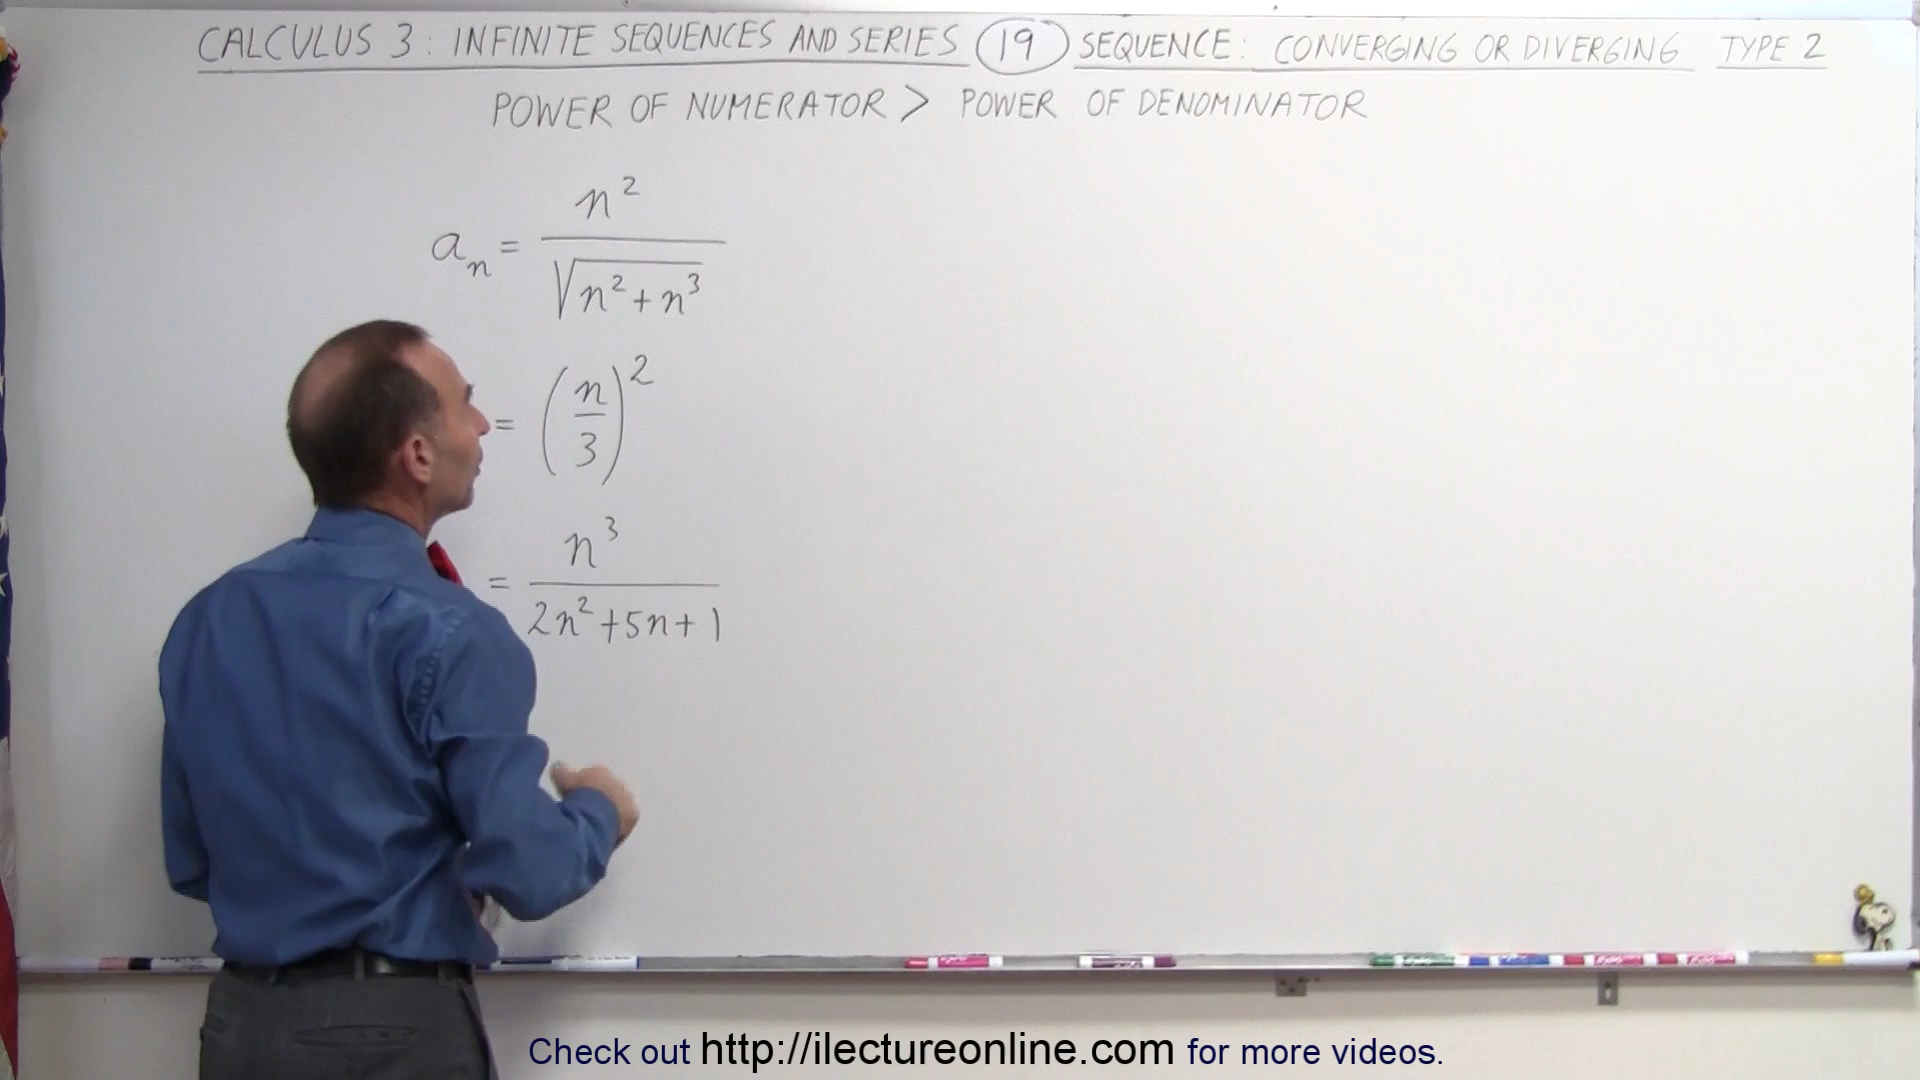 CALCULUS 3: INFINITE SEQUENCES AND SERIES 19 SEQUENCE: CONVERGING OR DIVERGING TYPE 2
POWER OF NUMERATOR > POWER OF DENOMINATOR
aₙ = n² / √(n²+n³)
= (n/3)²
= n³ / (2n²+5n+1)
Check out http://ilectureonline.com for more videos.